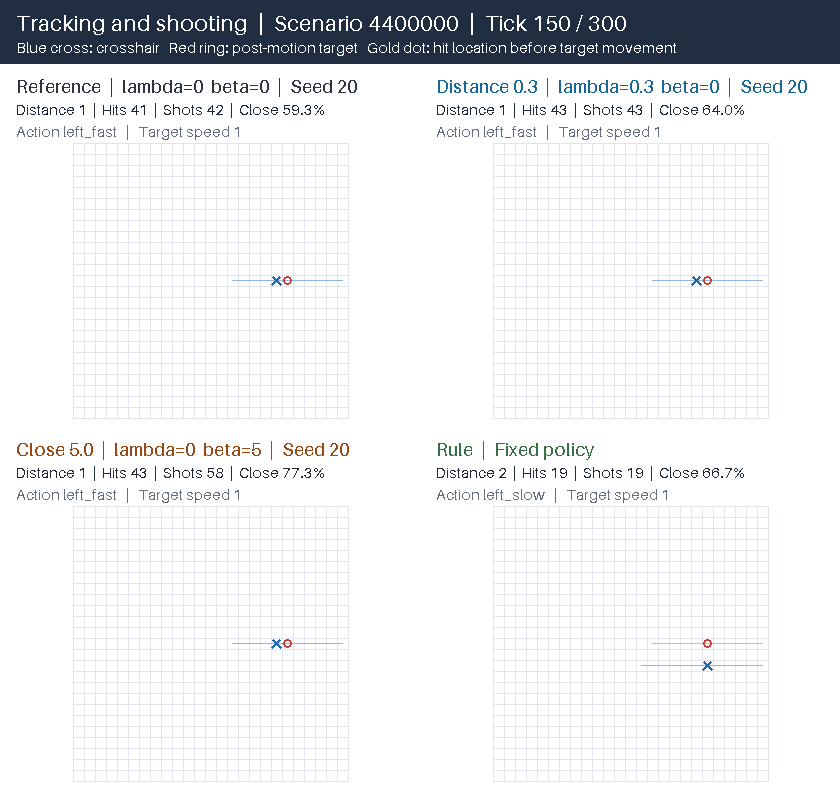 Tracking and shooting | Scenario 4400000 | Tick 150 / 300
Blue cross: crosshair Red ring: post-motion target Gold dot: hit location before target movement
Reference | lambda=0 beta=0 | Seed 20
Distance 1 | Hits 41 | Shots 42 | Close 59.3%
Action left_fast | Target speed 1
Distance 0.3 | lambda=0.3 beta=0 | Seed 20
Distance 1 | Hits 43 | Shots 43 | Close 64.0%
Action left_fast | Target speed 1
Close 5.0 | lambda=0 beta=5 | Seed 20
Distance 1 | Hits 43 | Shots 58 | Close 77.3%
Action left_fast | Target speed 1
Rule | Fixed policy
Distance 2 | Hits 19 | Shots 19 | Close 66.7%
Action left_slow | Target speed 1